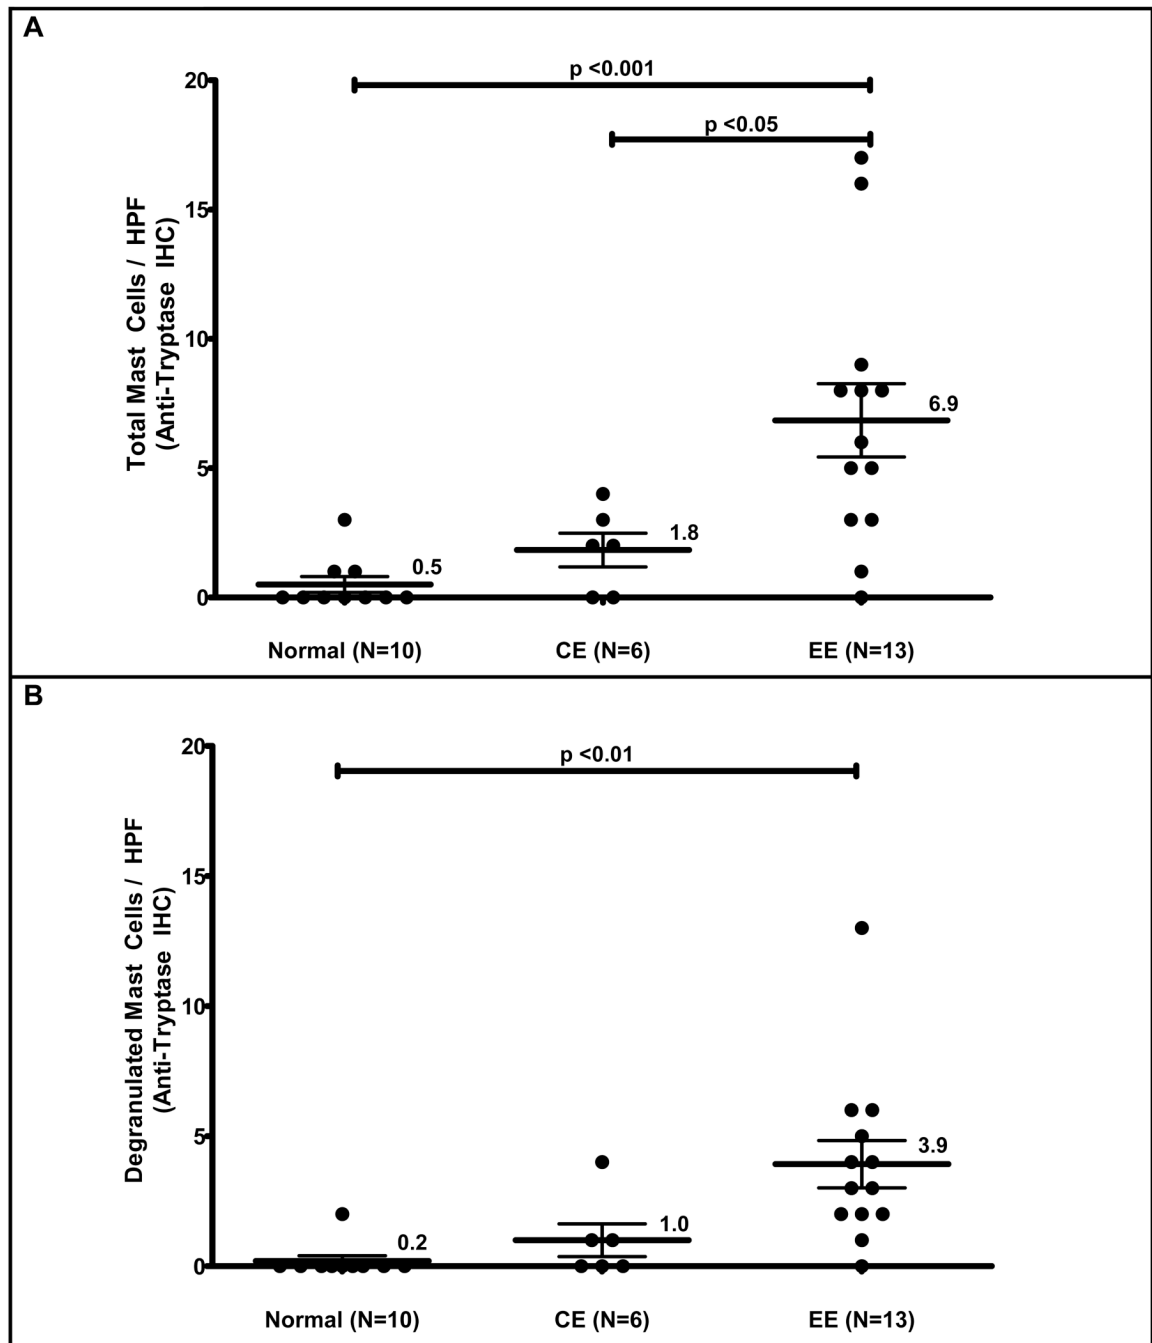 A
p <0.001
p <0.05
20
15
10
5
0
Total Mast Cells / HPF
(Anti-Tryptase IHC)
0.5
1.8
6.9
Normal (N=10)
CE (N=6)
EE (N=13)
B
p <0.01
20
15
10
5
0
Degranulated Mast Cells / HPF
(Anti-Tryptase IHC)
0.2
1.0
3.9
Normal (N=10)
CE (N=6)
EE (N=13)